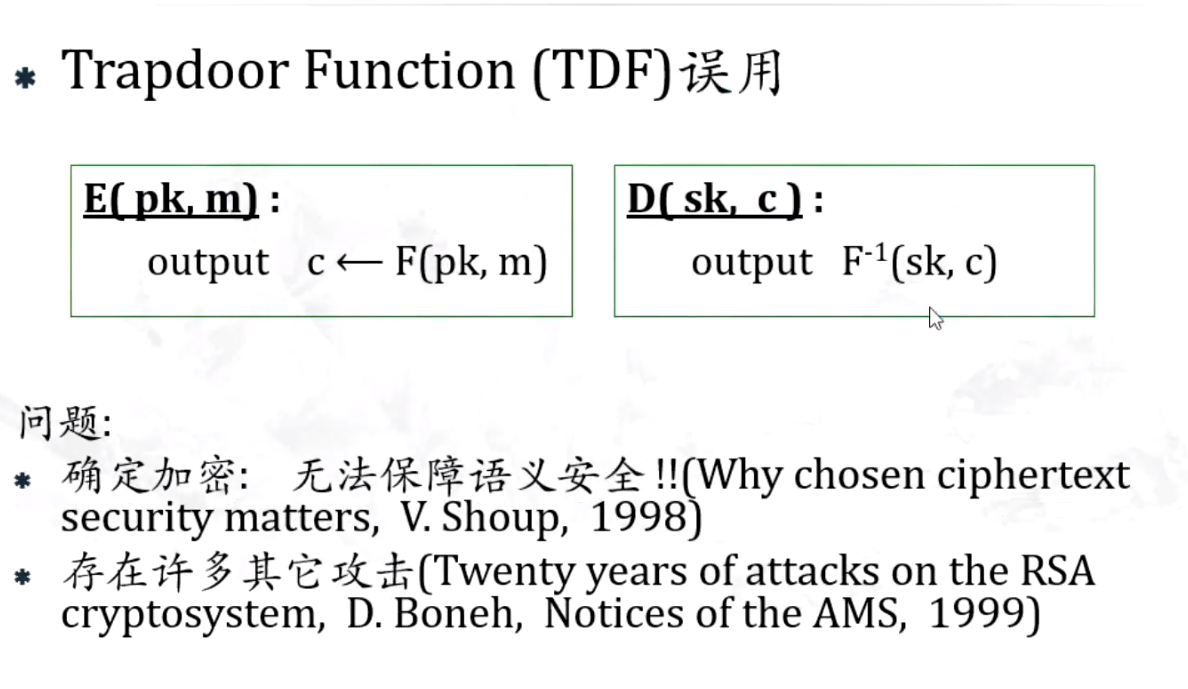 * Trapdoor Function (TDF)误用
E( pk, m) :
output c ⟵ F(pk, m)
D( sk, c ) :
output F⁻¹(sk, c)
问题:
* 确定加密: 无法保障语义安全 !!(Why chosen ciphertext
security matters, V. Shoup, 1998)
* 存在许多其它攻击(Twenty years of attacks on the RSA
cryptosystem, D. Boneh, Notices of the AMS, 1999)